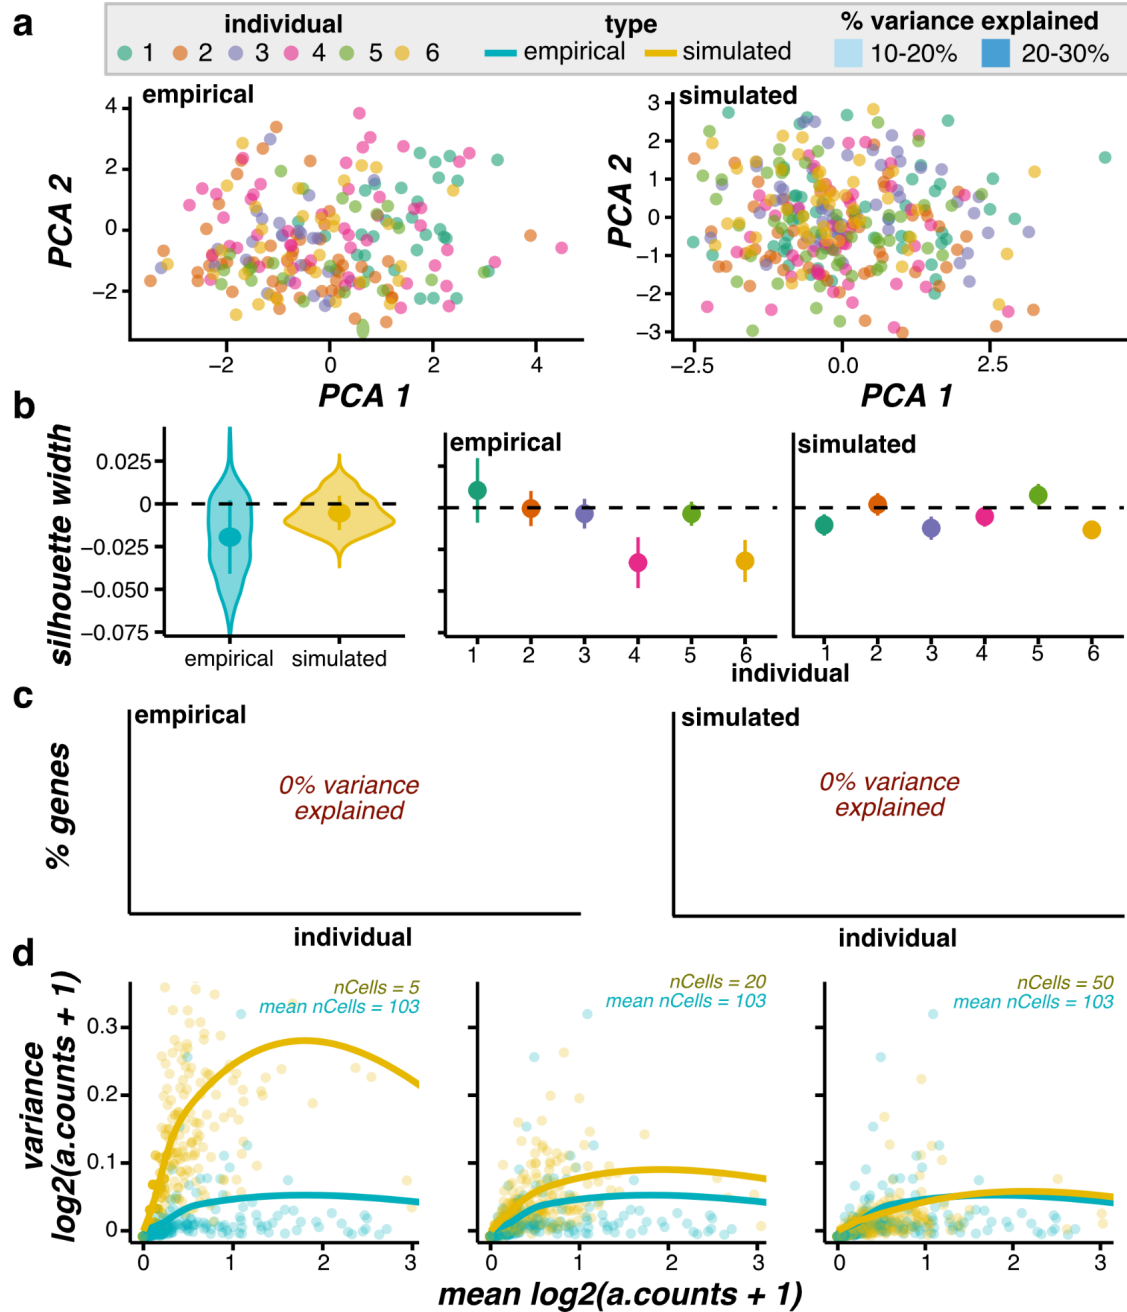 a
individual
1 2 3 4 5 6
type
empirical simulated
% variance explained
10-20% 20-30%
empirical
4
2
0
−2
PCA 2
−2 0 2 4
PCA 1
simulated
3
2
1
0
−1
−2
−3
PCA 2
−2.5 0.0 2.5
PCA 1
b
silhouette width
0.025
0
−0.025
−0.050
−0.075
empirical simulated
empirical
1 2 3 4 5 6
simulated
1 2 3 4 5 6
individual
c
% genes
empirical
0% variance
explained
individual
simulated
0% variance
explained
individual
d
variance
log2(a.counts + 1)
0.3
0.2
0.1
0
nCells = 5
mean nCells = 103
0 1 2 3
nCells = 20
mean nCells = 103
0 1 2 3
nCells = 50
mean nCells = 103
0 1 2 3
mean log2(a.counts + 1)